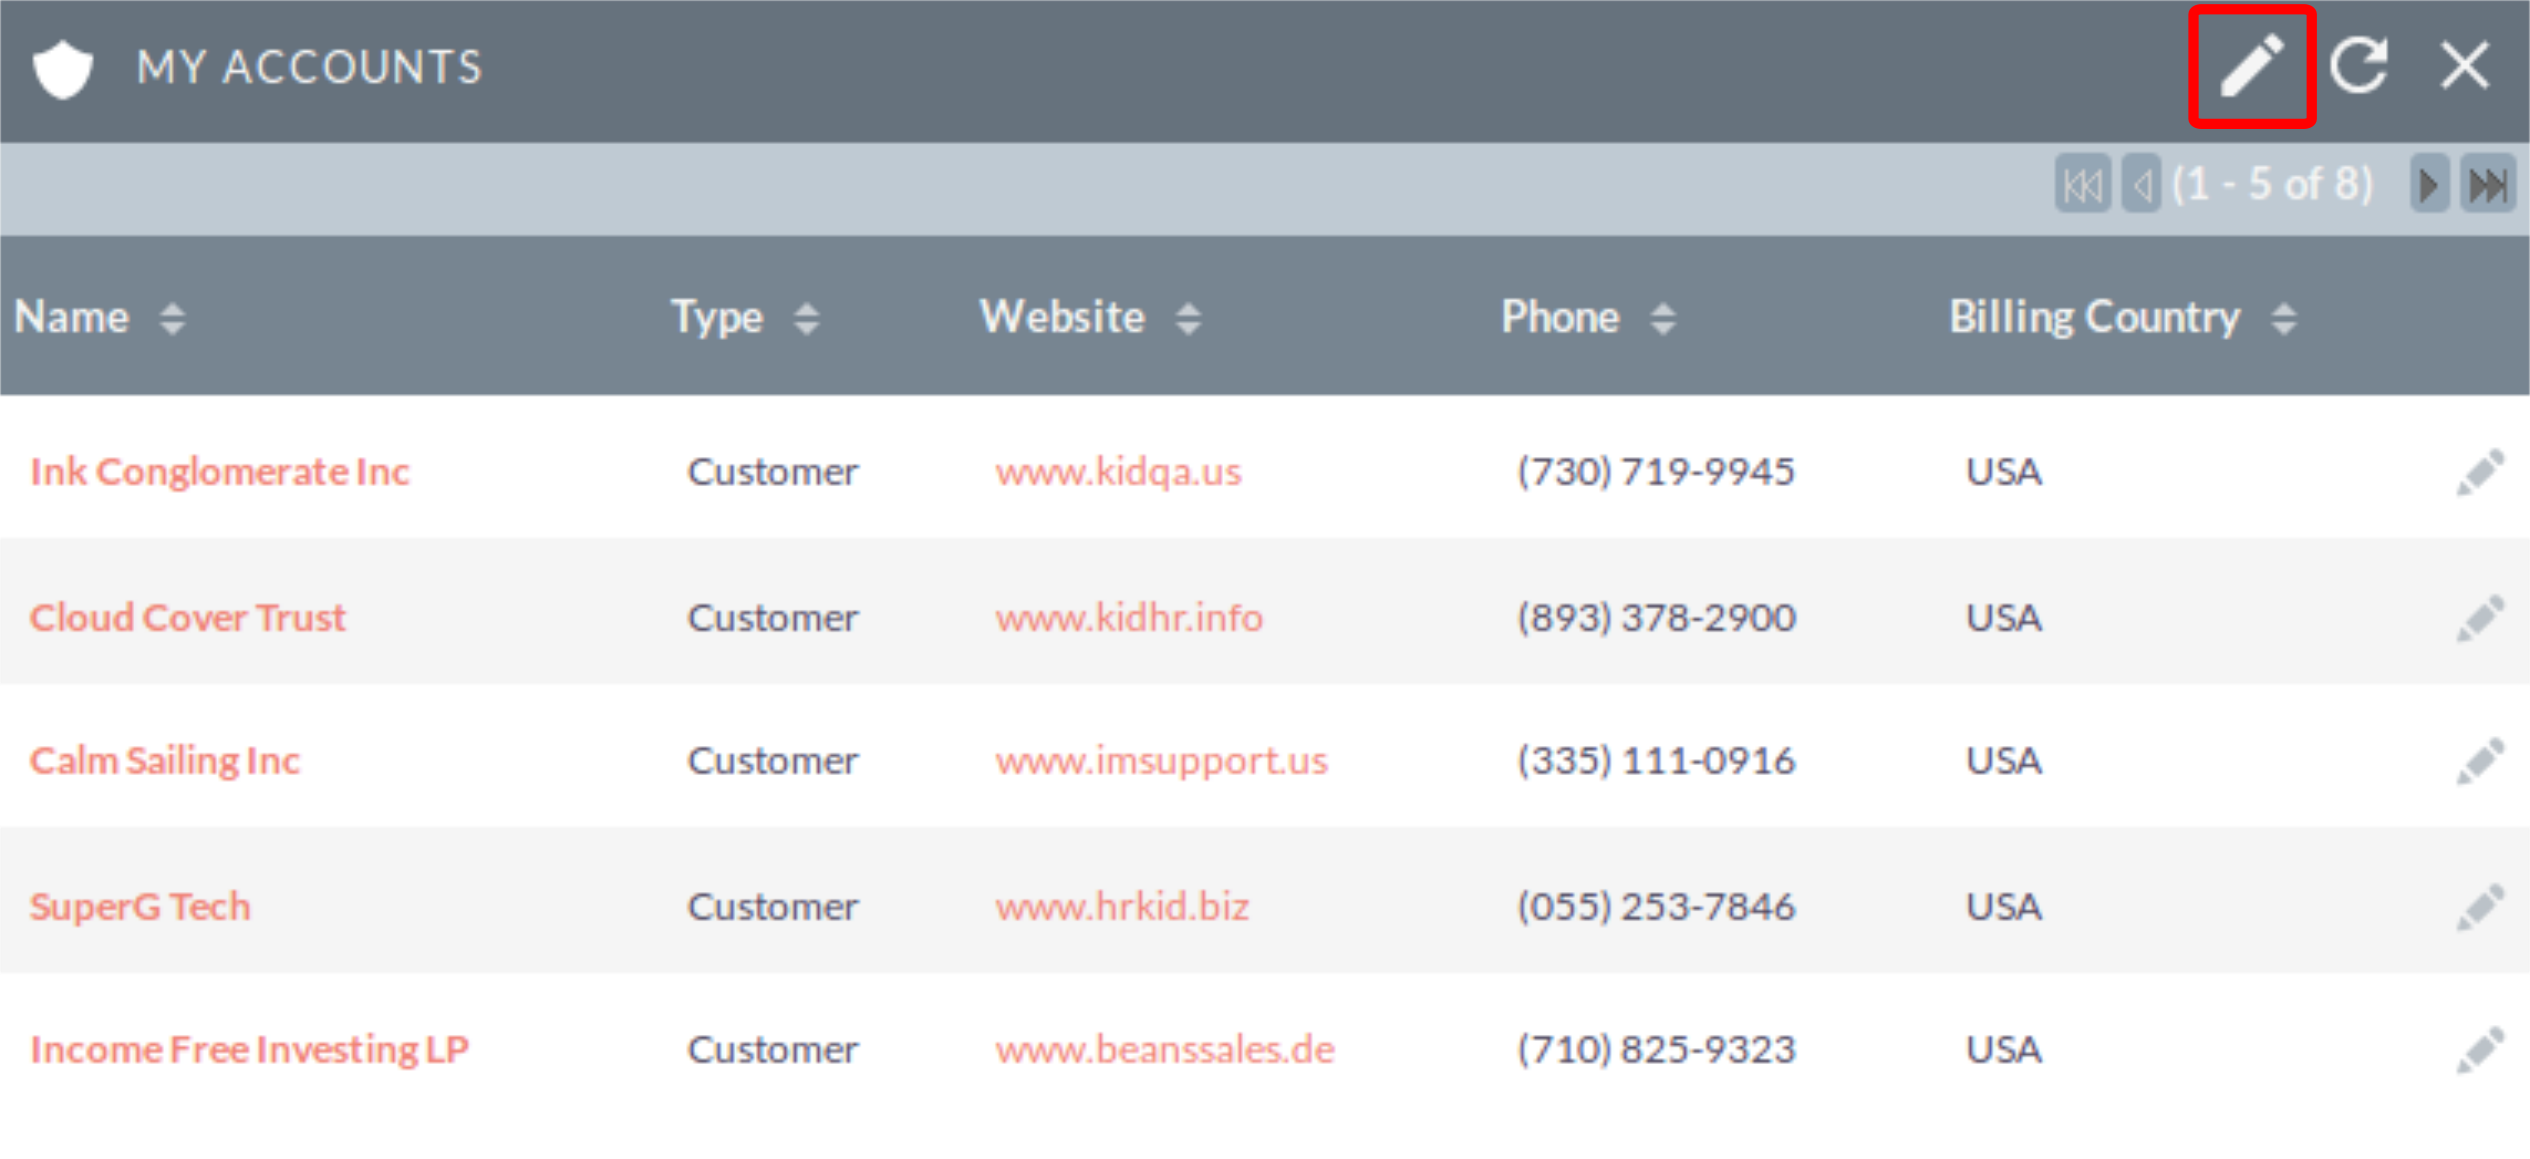 MY ACCOUNTS
(1 - 5 of 8)
Name Type Website Phone Billing Country
Ink Conglomerate Inc Customer www.kidqa.us (730) 719-9945 USA
Cloud Cover Trust Customer www.kidhr.info (893) 378-2900 USA
Calm Sailing Inc Customer www.imsupport.us (335) 111-0916 USA
SuperG Tech Customer www.hrkid.biz (055) 253-7846 USA
Income Free Investing LP Customer www.beanssales.de (710) 825-9323 USA